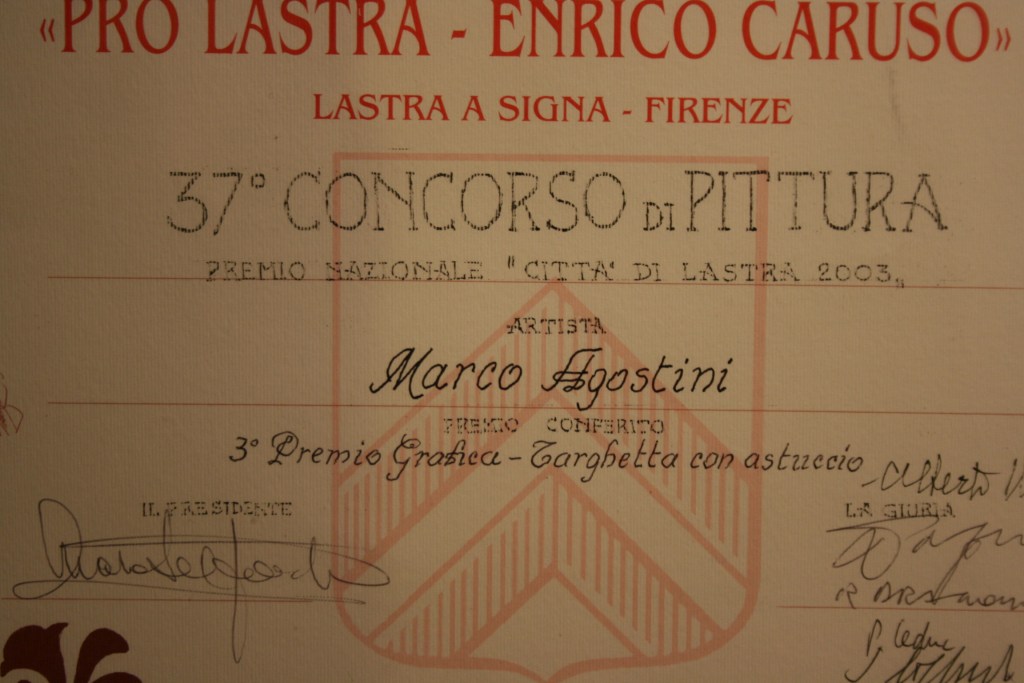 «PRO LASTRA - ENRICO CARUSO»
LASTRA A SIGNA - FIRENZE
37° CONCORSO DI PITTURA
PREMIO NAZIONALE "CITTA' DI LASTRA 2003„
ARTISTA
Marco Agostini
PREMIO CONFERITO
3° Premio Grafica - Targhetta con astuccio
Alberto
IL PRESIDENTE
LA GIURIA